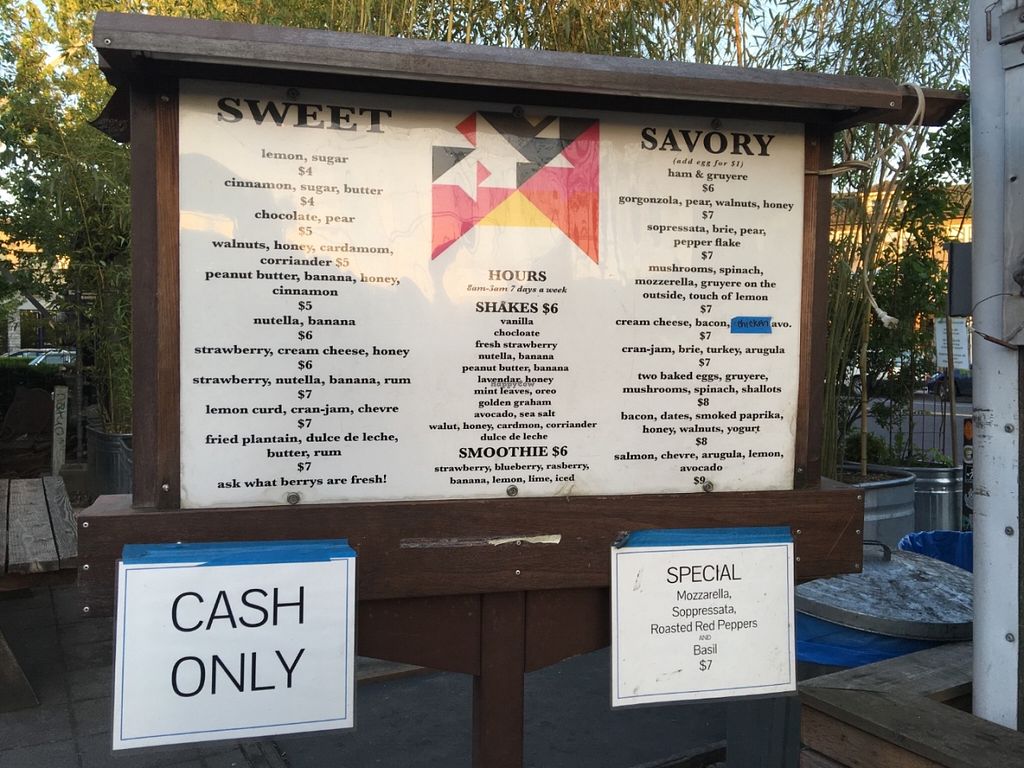 SWEET
lemon, sugar
$4
cinnamon, sugar, butter
$4
chocolate, pear
$5
walnuts, honey, cardamom,
corriander $5
peanut butter, banana, honey,
cinnamon
$5
nutella, banana
$6
strawberry, cream cheese, honey
$6
strawberry, nutella, banana, rum
$7
lemon curd, cran-jam, chevre
$7
fried plantain, dulce de leche,
butter, rum
$7
ask what berrys are fresh!
HOURS
8am-3am 7 days a week
SHAKES $6
vanilla
chocloate
fresh strawberry
nutella, banana
peanut butter, banana
lavendar, honey
happycow
mint leaves, oreo
golden graham
avocado, sea salt
walut, honey, cardmon, corriander
dulce de leche
SMOOTHIE $6
strawberry, blueberry, rasberry,
banana, lemon, lime, iced
SAVORY
(add egg for $1)
ham & gruyere
$6
gorgonzola, pear, walnuts, honey
$7
sopressata, brie, pear,
pepper flake
$7
mushrooms, spinach,
mozzerella, gruyere on the
outside, touch of lemon
$7
cream cheese, bacon, chicken avo.
$7
cran-jam, brie, turkey, arugula
$7
two baked eggs, gruyere,
mushrooms, spinach, shallots
$8
bacon, dates, smoked paprika,
honey, walnuts, yogurt
$8
salmon, chevre, arugula, lemon,
avocado
$9
CASH
ONLY
SPECIAL
Mozzarella,
Soppressata,
Roasted Red Peppers
AND
Basil
$7